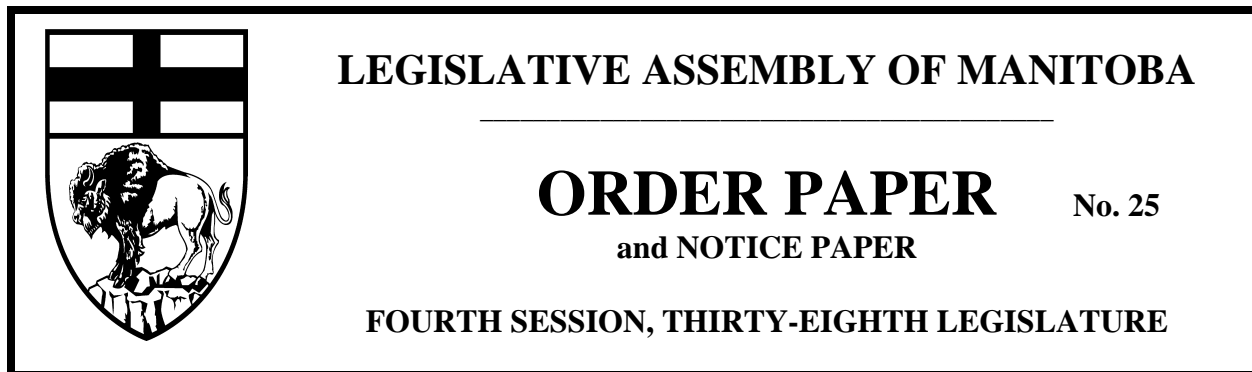 LEGISLATIVE ASSEMBLY OF MANITOBA
ORDER PAPER No. 25
and NOTICE PAPER
FOURTH SESSION, THIRTY-EIGHTH LEGISLATURE